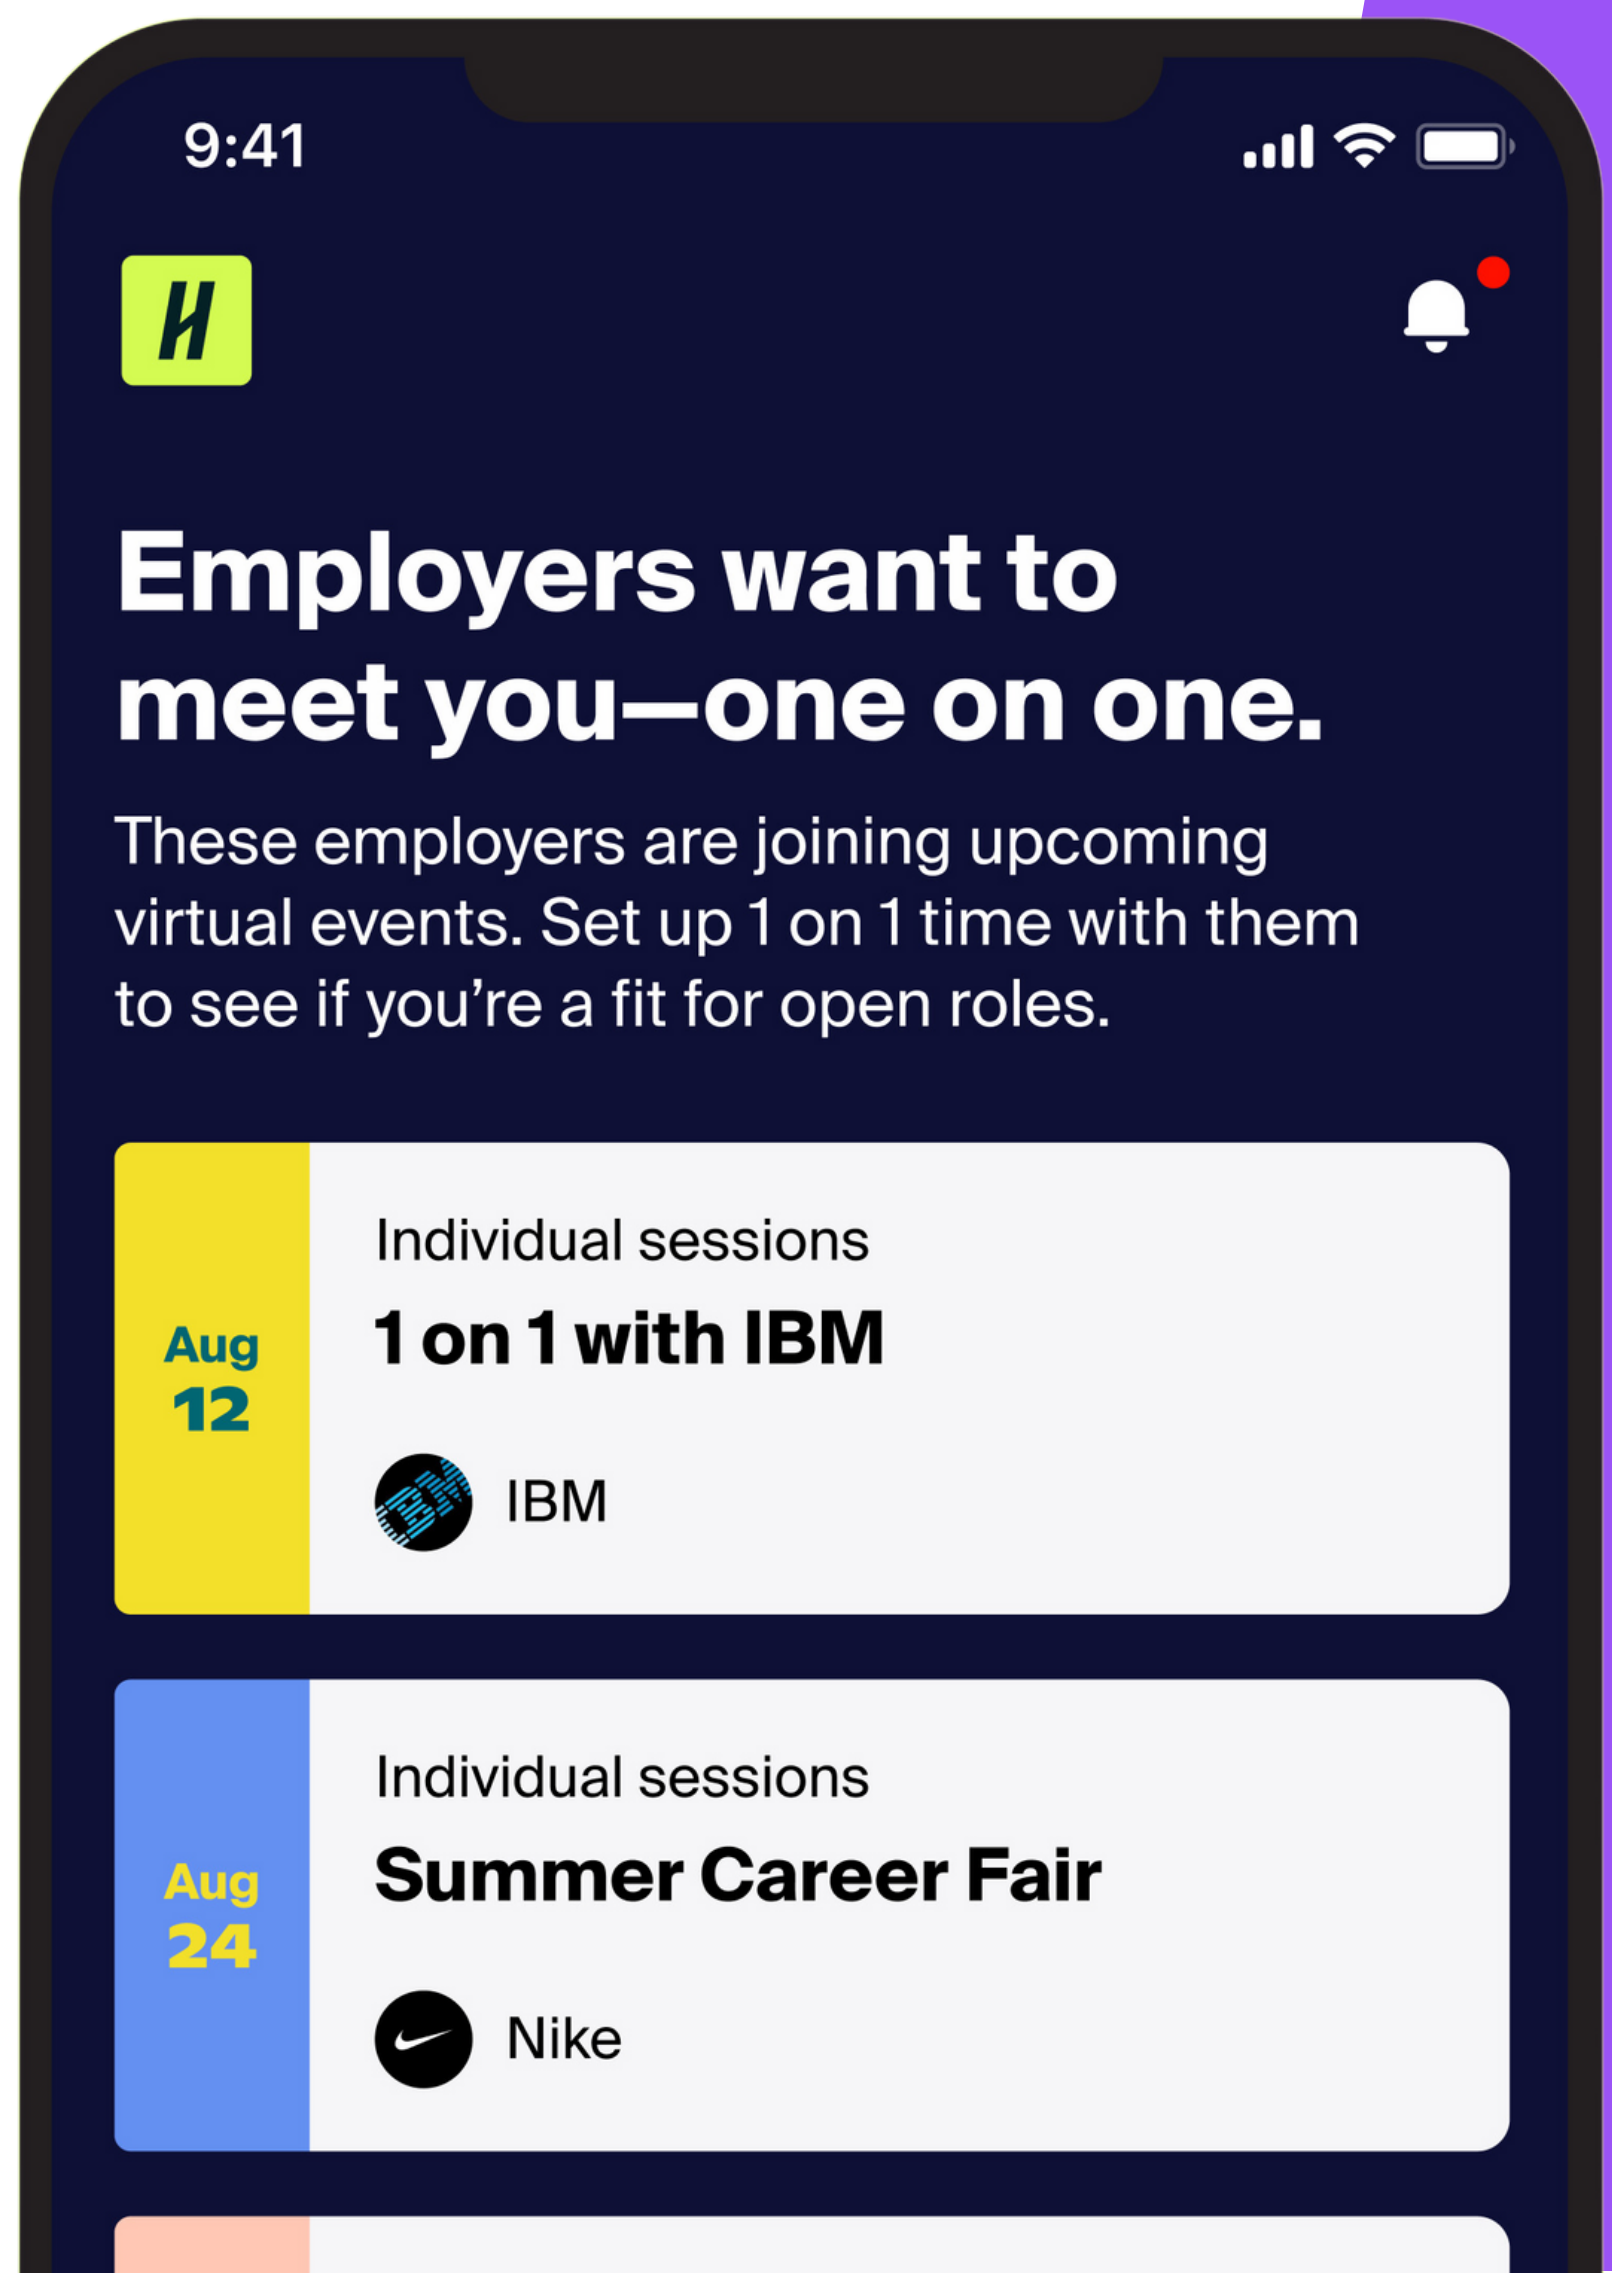 9:41
H
Employers want to
meet you—one on one.
These employers are joining upcoming
virtual events. Set up 1 on 1 time with them
to see if you’re a fit for open roles.
Individual sessions
1 on 1 with IBM
Aug
12
IBM
IBM
Individual sessions
Summer Career Fair
Aug
24
Nike